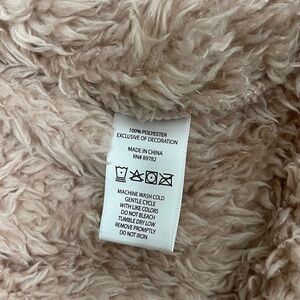 100% POLYESTER
EXCLUSIVE OF DECORATION
MADE IN CHINA
RN# 89782
MACHINE WASH COLD
GENTLE CYCLE
WITH LIKE COLORS
DO NOT BLEACH
TUMBLE DRY LOW
REMOVE PROMPTLY
DO NOT IRON